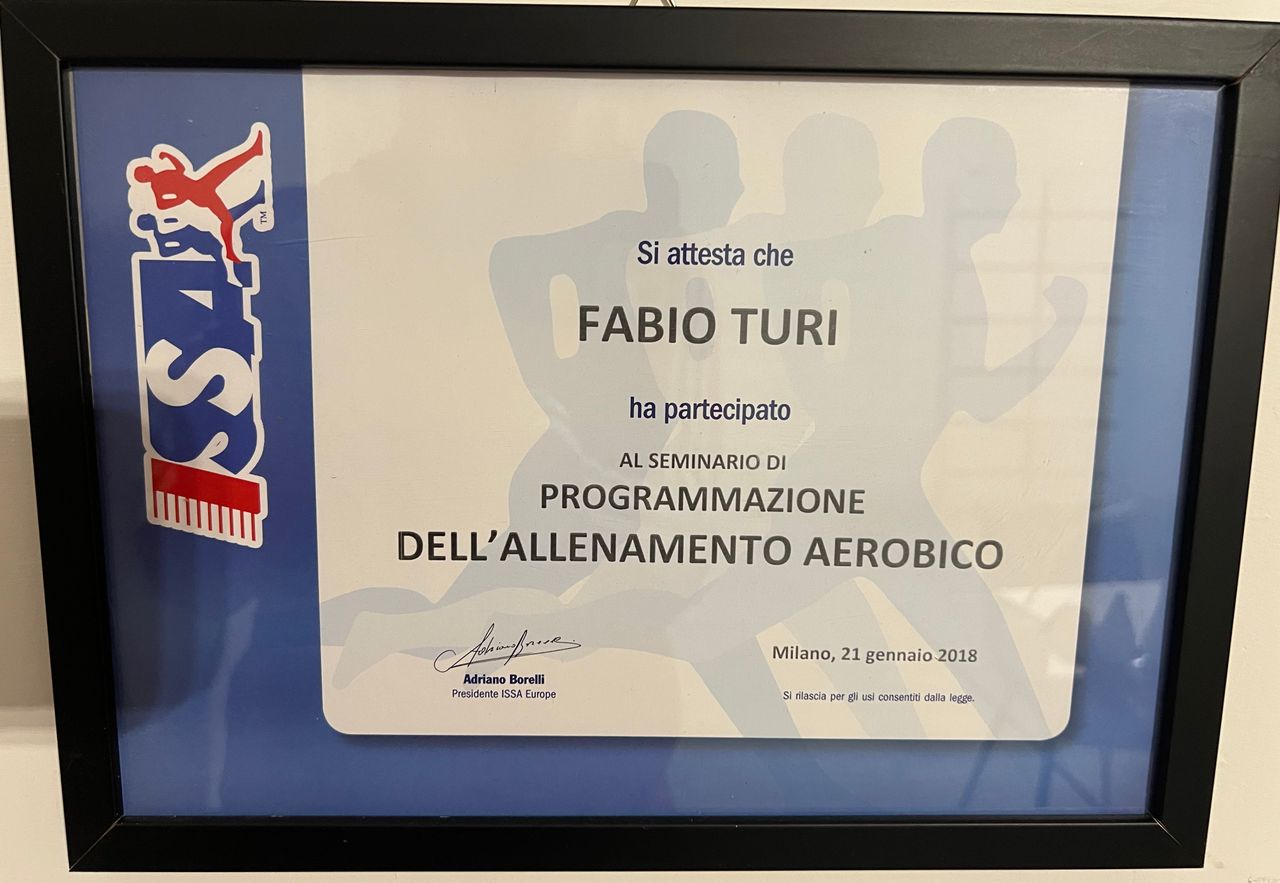 ISSA
TM
Si attesta che
FABIO TURI
ha partecipato
AL SEMINARIO DI
PROGRAMMAZIONE
DELL'ALLENAMENTO AEROBICO
Adriano Borelli
Presidente ISSA Europe
Milano, 21 gennaio 2018
Si rilascia per gli usi consentiti dalla legge.